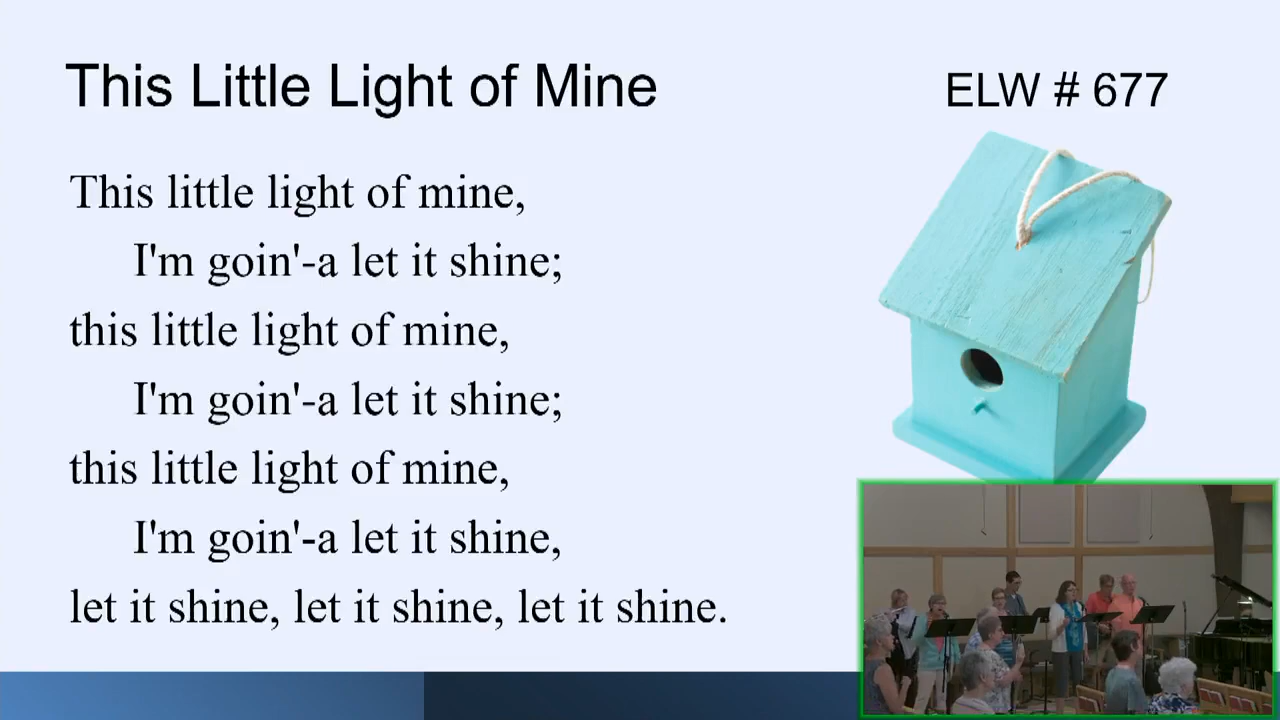 This Little Light of Mine
ELW # 677
This little light of mine,
I'm goin'-a let it shine;
this little light of mine,
I'm goin'-a let it shine;
this little light of mine,
I'm goin'-a let it shine,
let it shine, let it shine, let it shine.